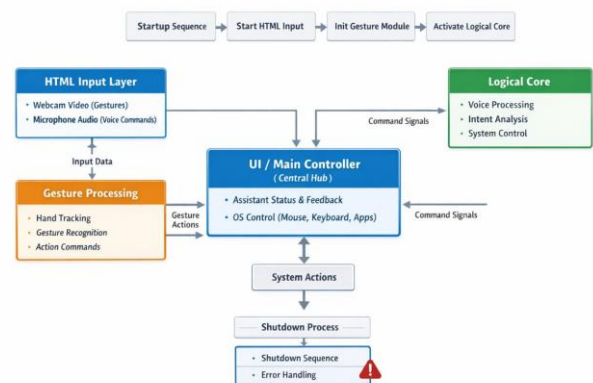 Startup Sequence
Start HTML Input
Init Gesture Module
Activate Logical Core
HTML Input Layer
• Webcam Video (Gestures)
• Microphone Audio (Voice Commands)
Logical Core
• Voice Processing
• Intent Analysis
• System Control
Command Signals
Input Data
UI / Main Controller
(Central Hub)
• Assistant Status & Feedback
• OS Control (Mouse, Keyboard, Apps)
Gesture Processing
• Hand Tracking
• Gesture Recognition
• Action Commands
Gesture
Actions
Command Signals
System Actions
Shutdown Process
• Shutdown Sequence
• Error Handling